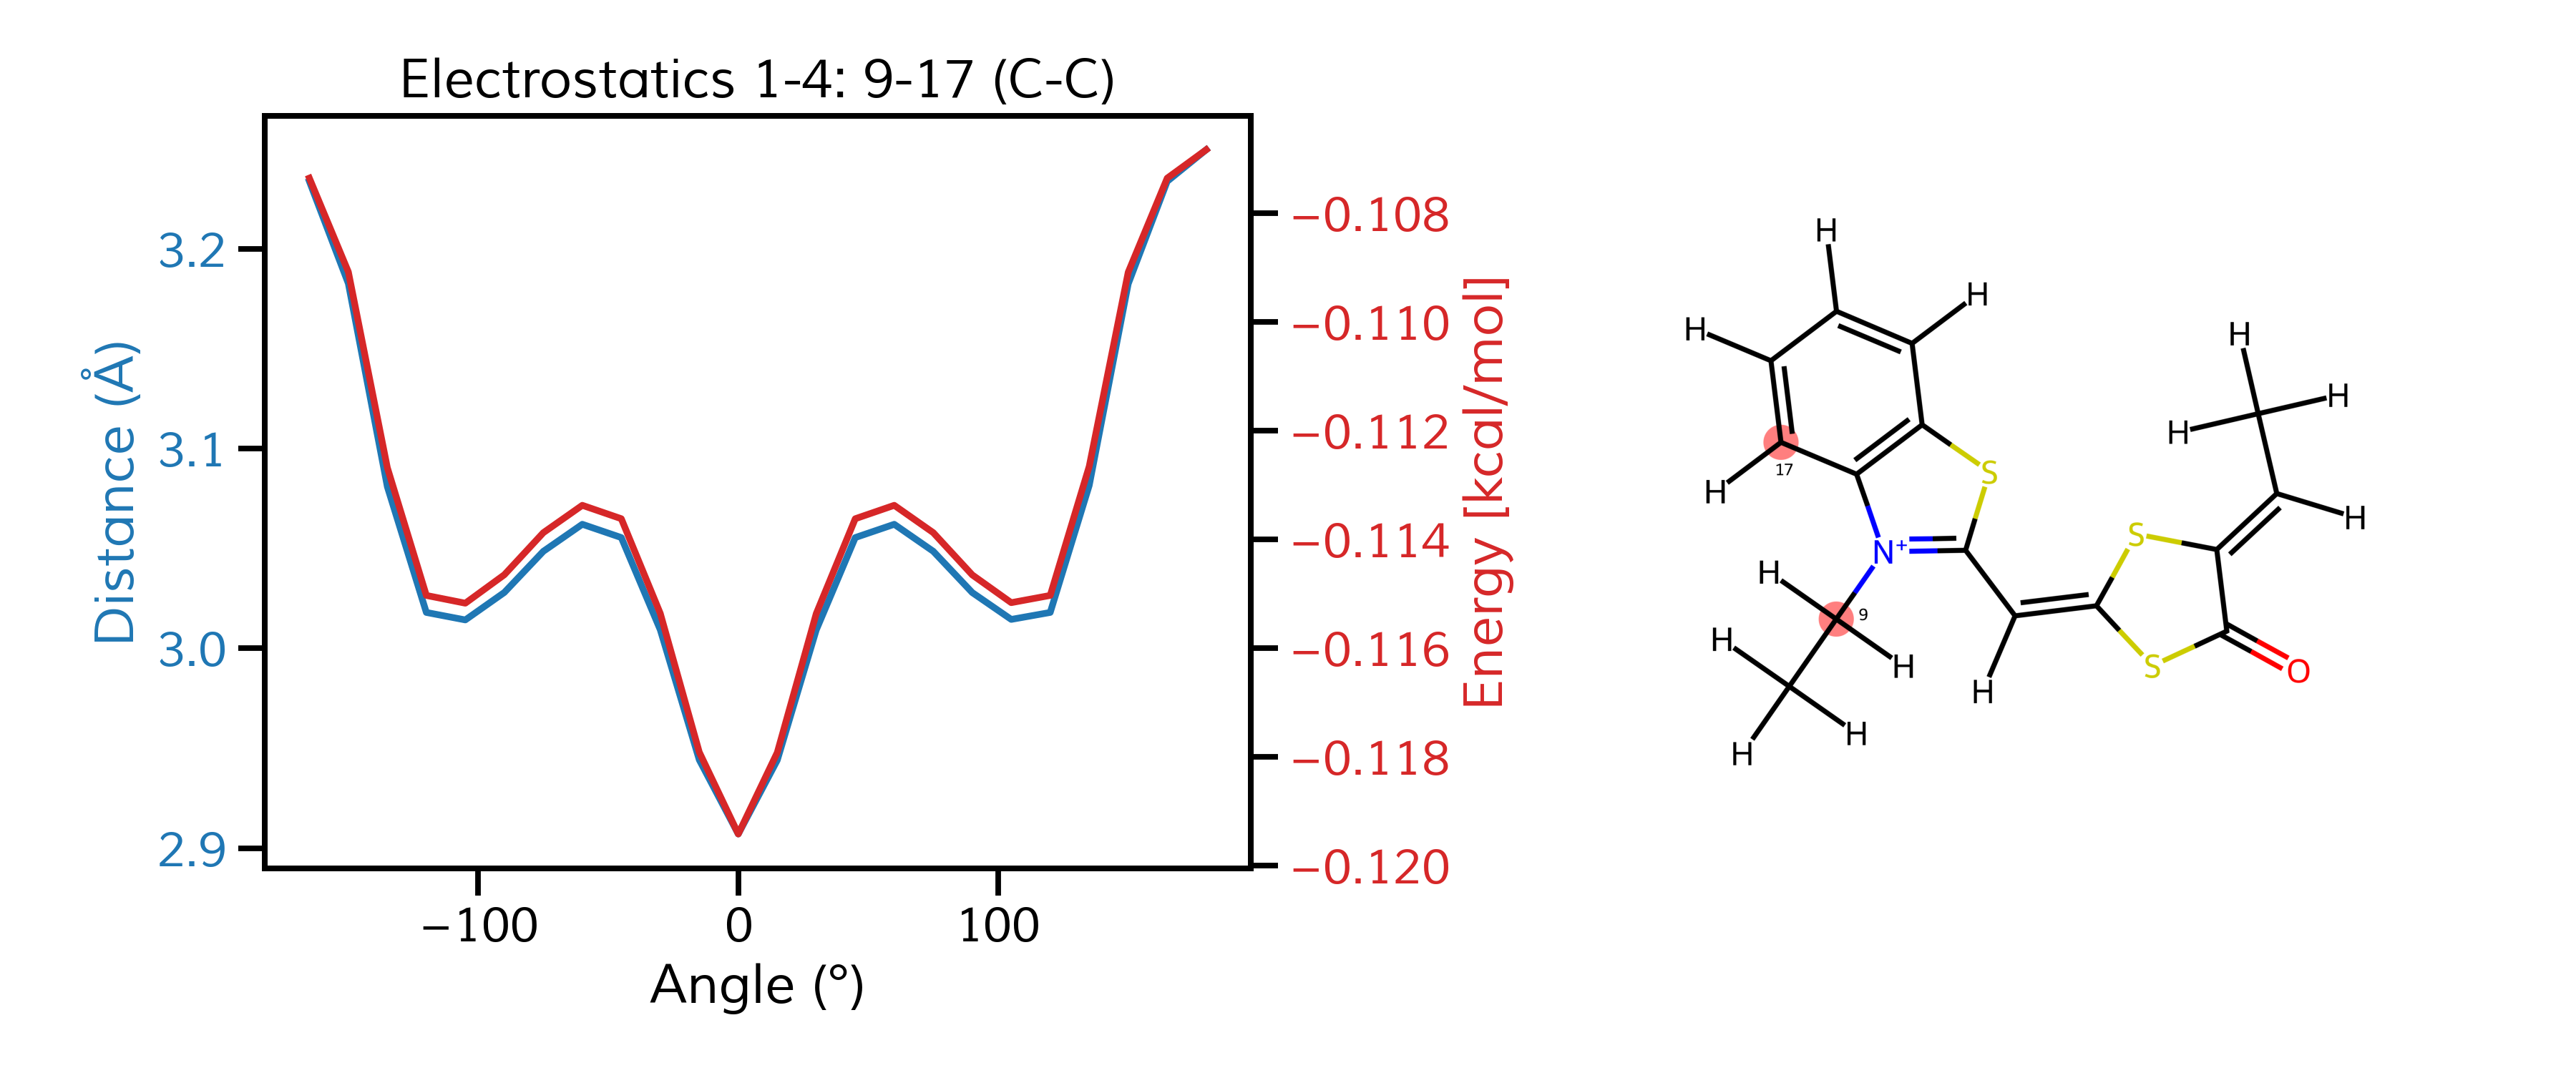 Electrostatics 1-4: 9-17 (C-C)
Distance (Å)
3.2
3.1
3.0
2.9
−100
0
100
Angle (°)
−0.108
−0.110
−0.112
−0.114
−0.116
−0.118
−0.120
Energy [kcal/mol]
H
H
H
H
H
H
H
17
S
H
S
N+
H
9
H
H
S
O
H
H
H